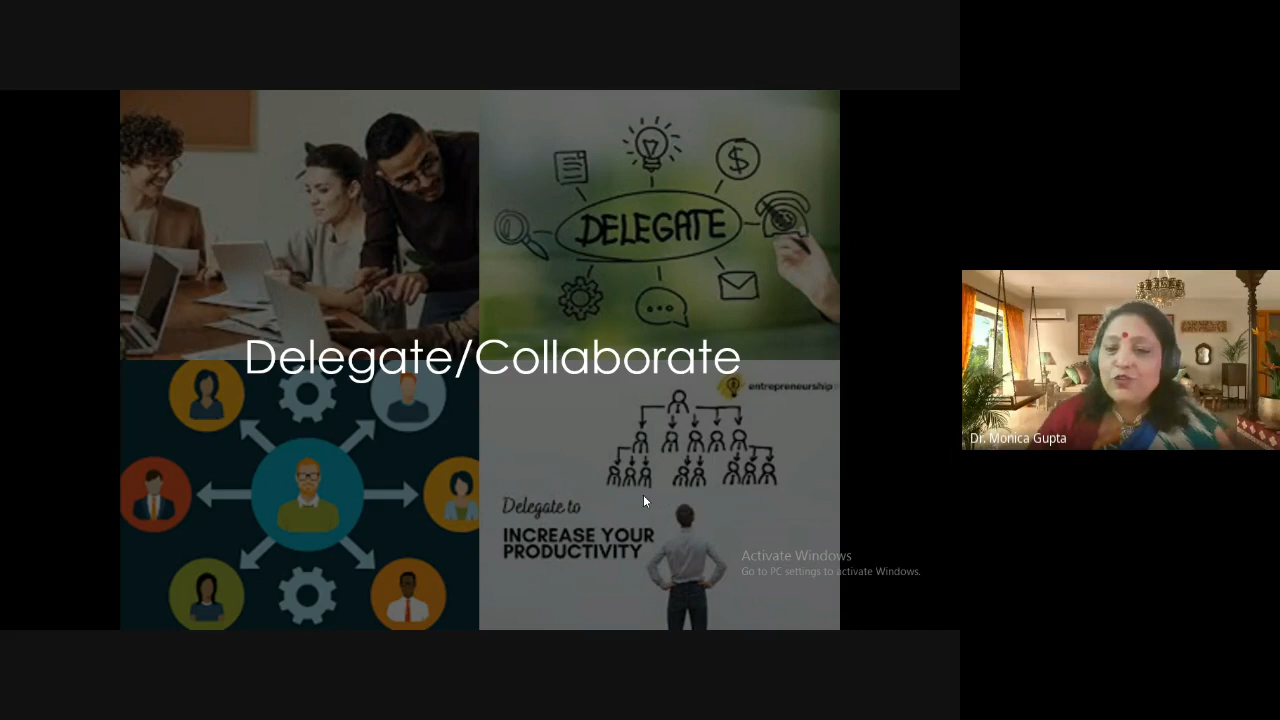 $
DELEGATE
Delegate/Collaborate
entrepreneurship
Delegate to
INCREASE YOUR
PRODUCTIVITY
Activate Windows
Go to PC settings to activate Windows.
Dr. Monica Gupta